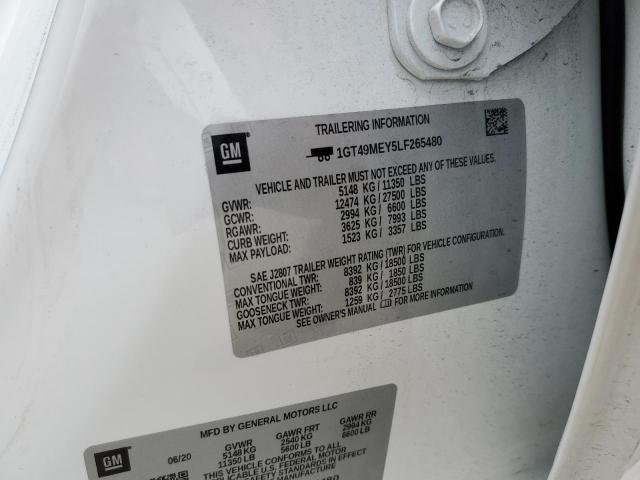 TRAILERING INFORMATION
GM
1GT49MEY5LF265480
VEHICLE AND TRAILER MUST NOT EXCEED ANY OF THESE VALUES.
GVWR: 5148 KG/11350 LBS
GCWR: 12474 KG/27500 LBS
RGAWR: 2994 KG/6600 LBS
CURB WEIGHT: 3625 KG/7993 LBS
MAX PAYLOAD: 1523 KG/3357 LBS
SAE J2807 TRAILER WEIGHT RATING (TWR) FOR VEHICLE CONFIGURATION.
CONVENTIONAL TWR: 8392 KG/18500 LBS
MAX TONGUE WEIGHT: 839 KG/1850 LBS
GOOSENECK TWR: 8392 KG/18500 LBS
MAX TONGUE WEIGHT: 1259 KG/2775 LBS
SEE OWNER'S MANUAL FOR MORE INFORMATION
MFD BY GENERAL MOTORS LLC
GM
06/20 GVWR GAWR FRT GAWR RR
5148 KG 2540 KG 2994 KG
11350 LB 5600 LB 6600 LB
THIS VEHICLE CONFORMS TO ALL
APPLICABLE U.S. FEDERAL MOTOR